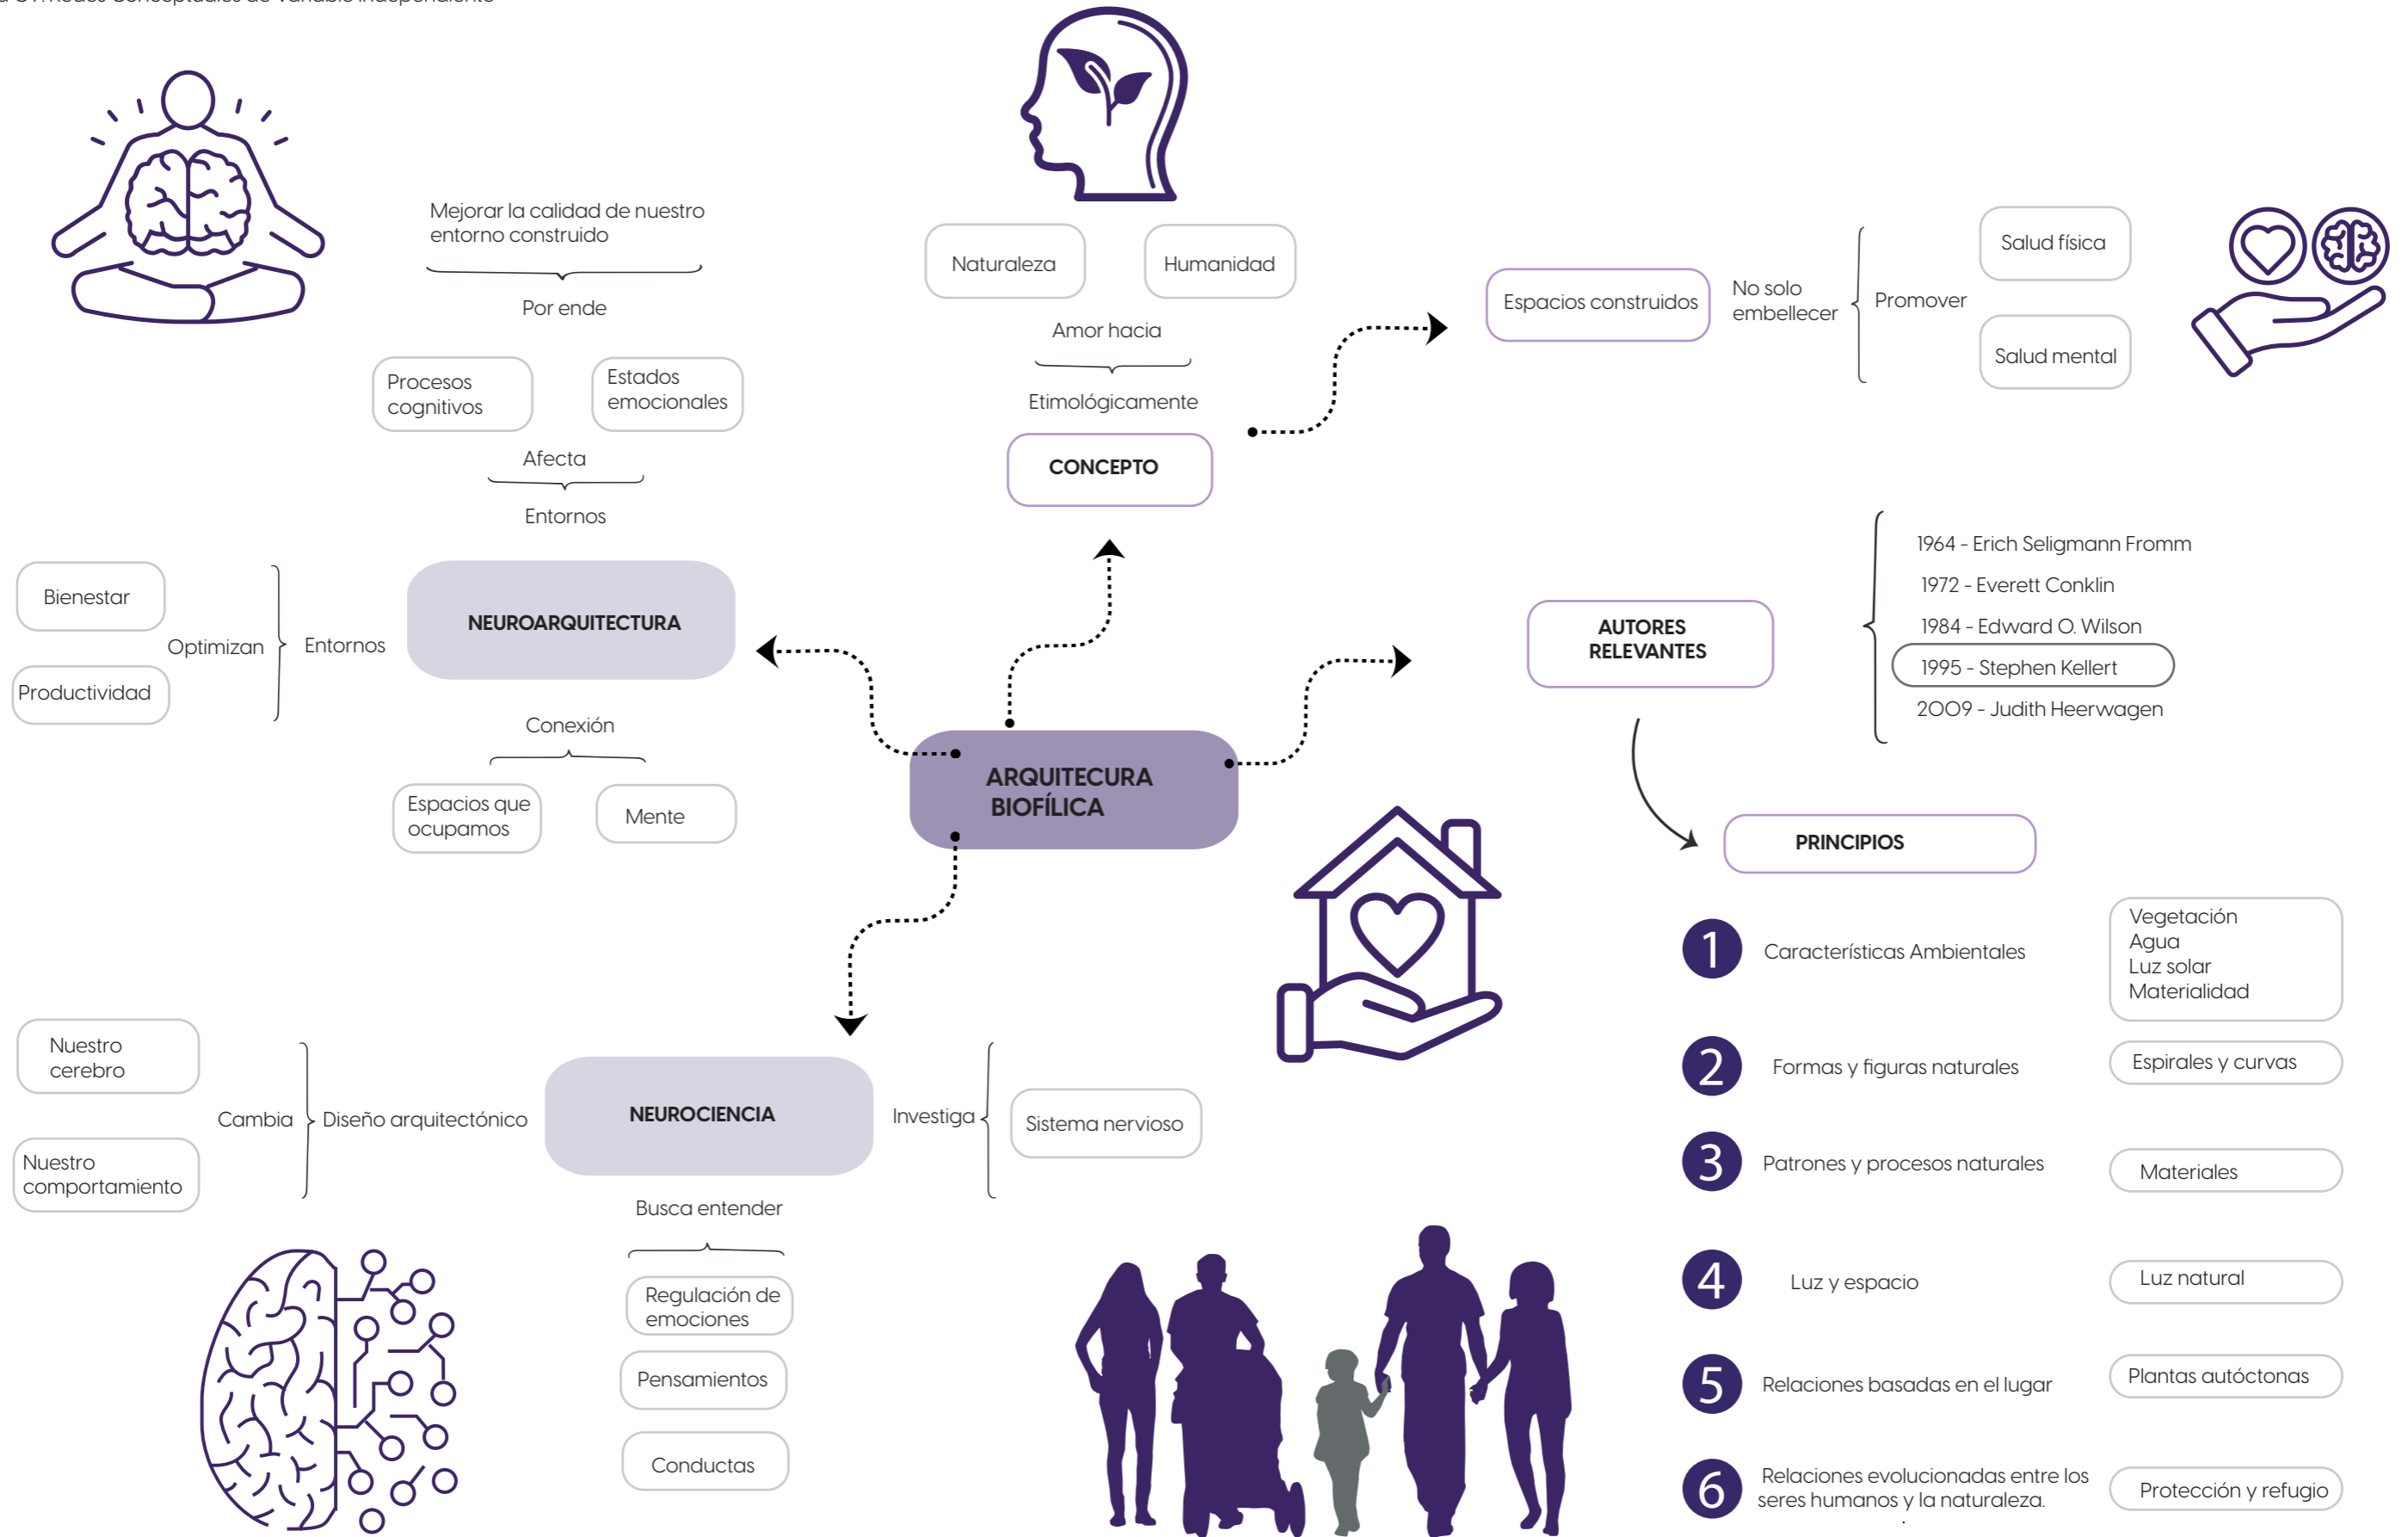 Redes Conceptuales de Variable Independiente
Mejorar la calidad de nuestro
entorno construido
Por ende
Procesos
cognitivos
Estados
emocionales
Afecta
Entornos
Bienestar
Productividad
Optimizan
Entornos
NEUROARQUITECTURA
Conexión
Espacios que
ocupamos
Mente
Naturaleza
Humanidad
Amor hacia
Etimológicamente
CONCEPTO
Espacios construidos
No solo
embellecer
Promover
Salud física
Salud mental
ARQUITECURA
BIOFÍLICA
AUTORES
RELEVANTES
1964 - Erich Seligmann Fromm
1972 - Everett Conklin
1984 - Edward O. Wilson
1995 - Stephen Kellert
2009 - Judith Heerwagen
PRINCIPIOS
1
Características Ambientales
Vegetación
Agua
Luz solar
Materialidad
2
Formas y figuras naturales
Espirales y curvas
3
Patrones y procesos naturales
Materiales
4
Luz y espacio
Luz natural
5
Relaciones basadas en el lugar
Plantas autóctonas
6
Relaciones evolucionadas entre los
seres humanos y la naturaleza.
.
Protección y refugio
Nuestro
cerebro
Nuestro
comportamiento
Cambia
Diseño arquitectónico
NEUROCIENCIA
Investiga
Sistema nervioso
Busca entender
Regulación de
emociones
Pensamientos
Conductas